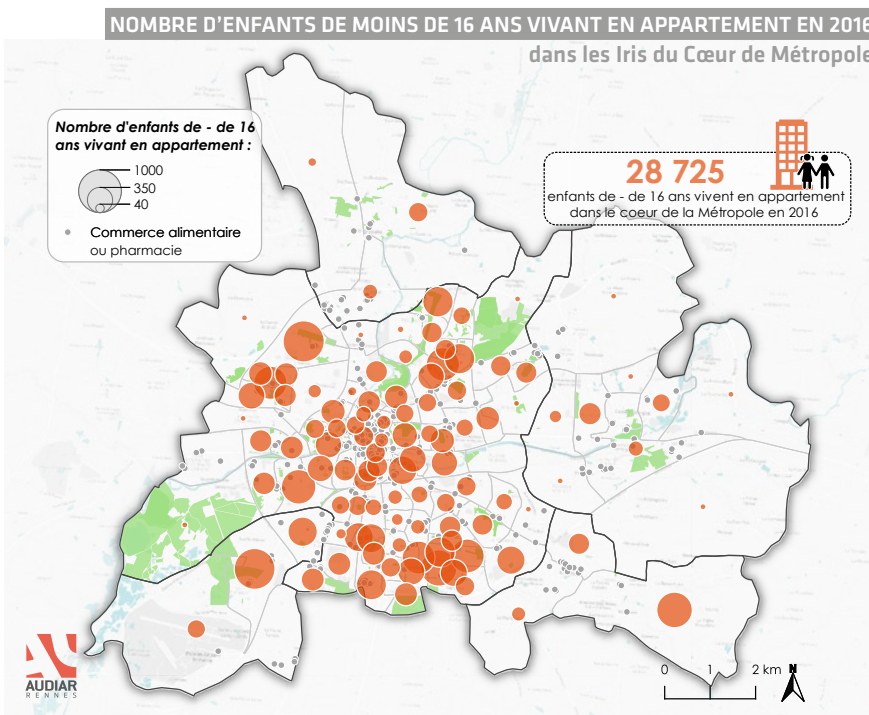 NOMBRE D'ENFANTS DE MOINS DE 16 ANS VIVANT EN APPARTEMENT EN 2016
dans les Iris du Cœur de Métropole
Nombre d'enfants de - de 16
ans vivant en appartement :
1000
350
40
Commerce alimentaire
ou pharmacie
28 725
enfants de - de 16 ans vivent en appartement
dans le coeur de la Métropole en 2016
0 1 2 km N
AUDIAR
RENNES